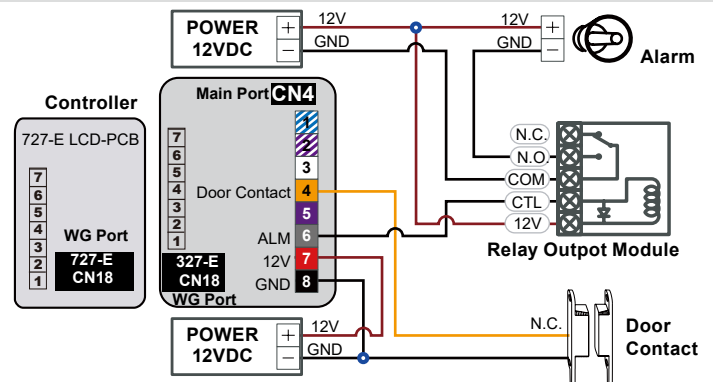 POWER
12VDC
+
−
12V
GND
12V
GND
+
−
Alarm
Controller
727-E LCD-PCB
7
6
5
4
3
2
1
WG Port
727-E
CN18
Main Port CN4
7
6
5
4
3
2
1
327-E
CN18
WG Port
1
2
3
Door Contact 4
5
ALM 6
12V 7
GND 8
N.C.
N.O.
COM
CTL
12V
Relay Outpot Module
POWER
12VDC
+
−
12V
GND
N.C.
Door
Contact